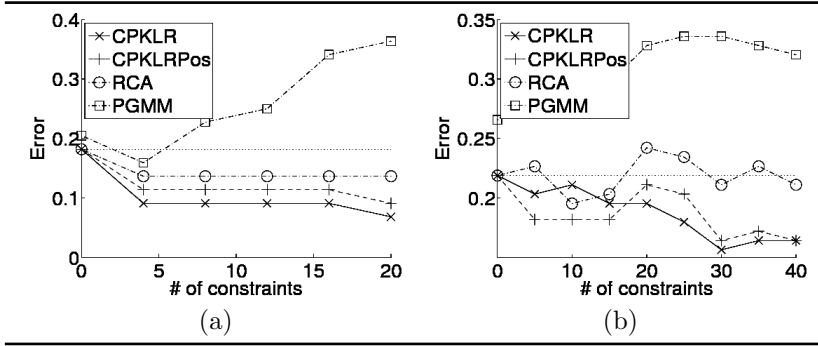 0.4
0.3
0.2
0.1
0
Error
CPKLR
CPKLRPos
RCA
PGMM
0 5 10 15 20
# of constraints
(a)
0.35
0.3
0.25
0.2
Error
CPKLR
CPKLRPos
RCA
PGMM
0 10 20 30 40
# of constraints
(b)